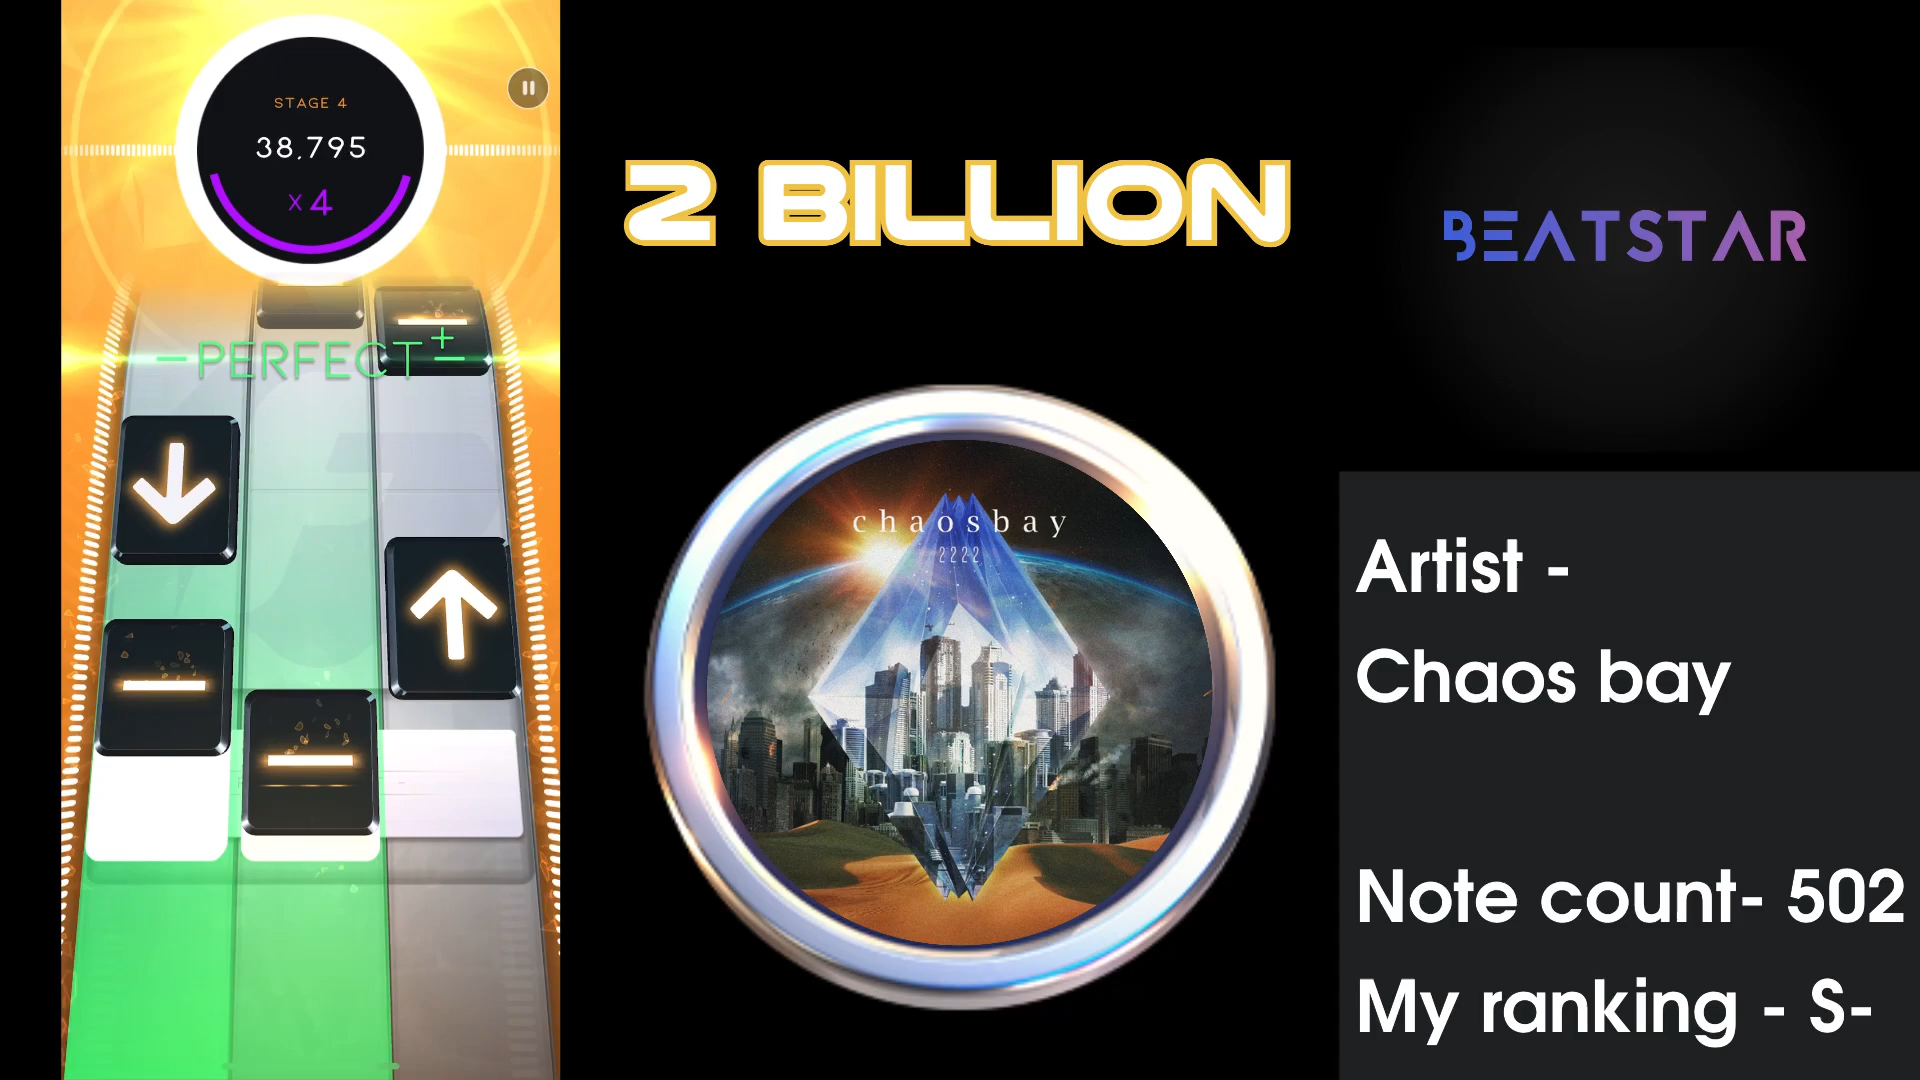 STAGE 4
38,795
x4
PERFECT+
2 BILLION
chaosbay
2222
BEATSTAR
Artist -
Chaos bay
Note count- 502
My ranking - S-